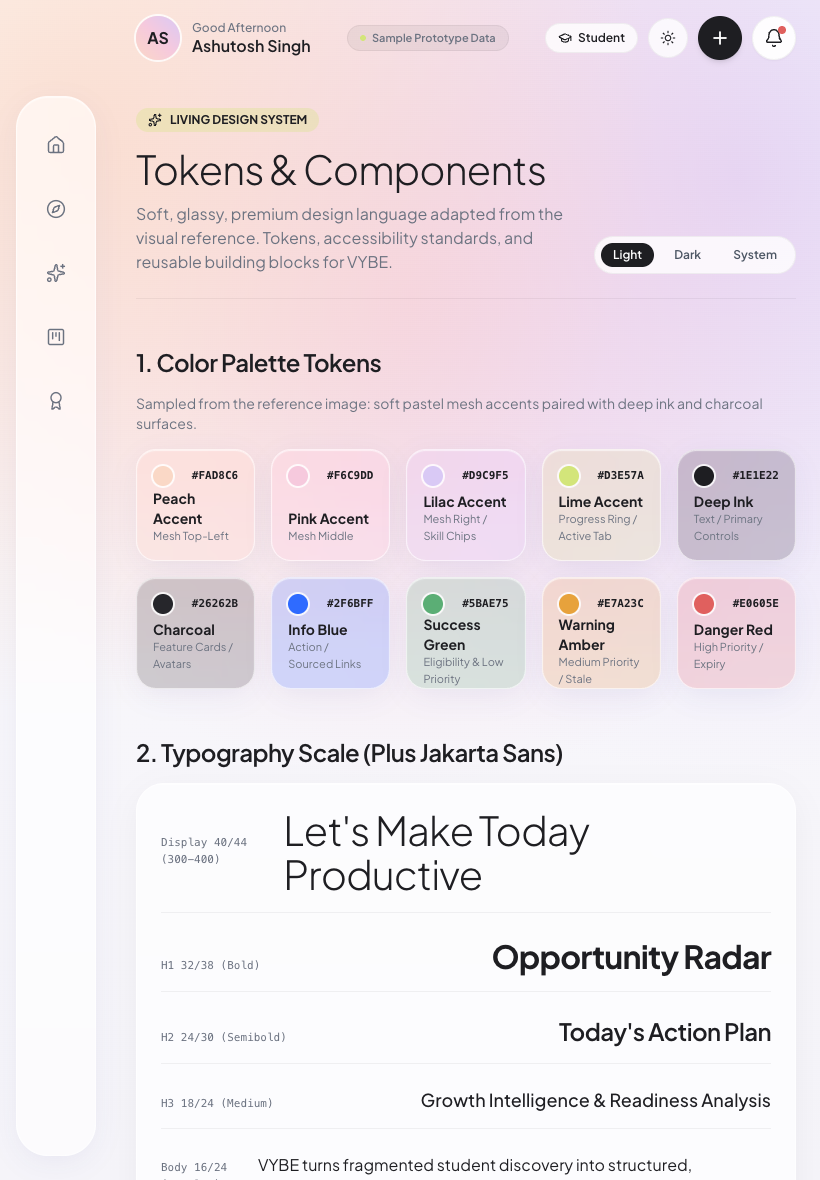 AS
Good Afternoon
Ashutosh Singh
Sample Prototype Data
Student
LIVING DESIGN SYSTEM
Tokens & Components
Soft, glassy, premium design language adapted from the
visual reference. Tokens, accessibility standards, and
reusable building blocks for VYBE.
Light
Dark
System
1. Color Palette Tokens
Sampled from the reference image: soft pastel mesh accents paired with deep ink and charcoal
surfaces.
#FAD8C6
Peach
Accent
Mesh Top-Left
#F6C9DD
Pink Accent
Mesh Middle
#D9C9F5
Lilac Accent
Mesh Right /
Skill Chips
#D3E57A
Lime Accent
Progress Ring /
Active Tab
#1E1E22
Deep Ink
Text / Primary
Controls
#26262B
Charcoal
Feature Cards /
Avatars
#2F6BFF
Info Blue
Action /
Sourced Links
#5BAE75
Success
Green
Eligibility & Low
Priority
#E7A23C
Warning
Amber
Medium Priority
/ Stale
#E0605E
Danger Red
High Priority /
Expiry
2. Typography Scale (Plus Jakarta Sans)
Display 40/44
(300–400)
Let's Make Today
Productive
H1 32/38 (Bold)
Opportunity Radar
H2 24/30 (Semibold)
Today's Action Plan
H3 18/24 (Medium)
Growth Intelligence & Readiness Analysis
Body 16/24
VYBE turns fragmented student discovery into structured,